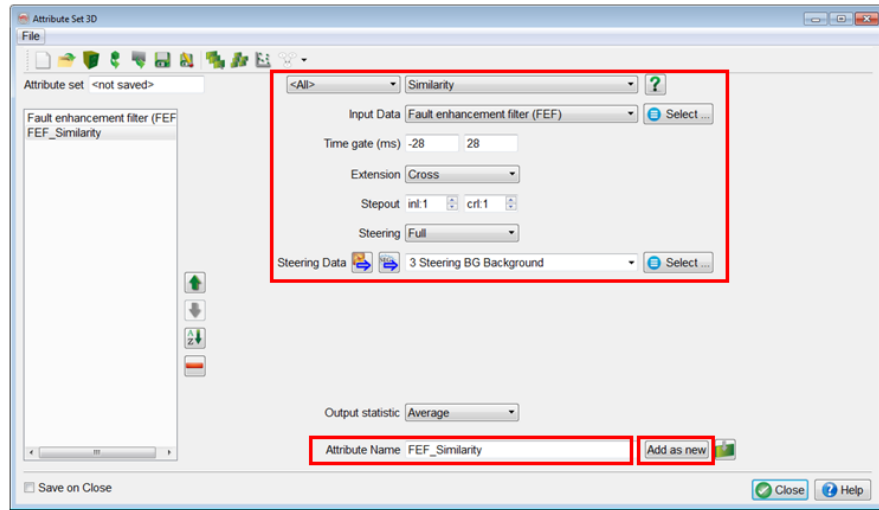 Attribute Set 3D
File
Attribute set <not saved>
<All> Similarity ?
Fault enhancement filter (FEF
FEF_Similarity
Input Data Fault enhancement filter (FEF) Select ...
Time gate (ms) -28 28
Extension Cross
Stepout inl:1 crl:1
Steering Full
Steering Data 3 Steering BG Background Select ...
A
Z
Output statistic Average
Attribute Name FEF_Similarity Add as new
Save on Close
Close ? Help